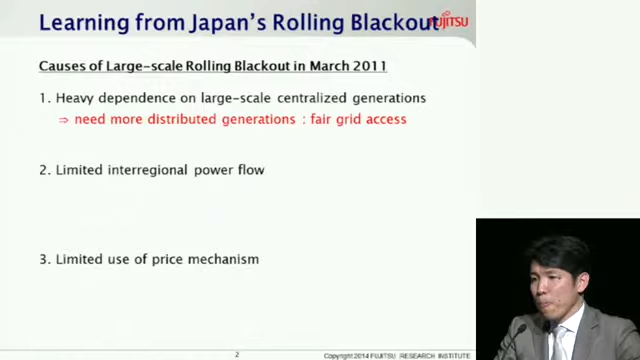 Learning from Japan's Rolling Blackout
FUJITSU
Causes of Large-scale Rolling Blackout in March 2011
1. Heavy dependence on large-scale centralized generations
⇒ need more distributed generations : fair grid access
2. Limited interregional power flow
3. Limited use of price mechanism
2
Copyright 2014 FUJITSU RESEARCH INSTITUTE